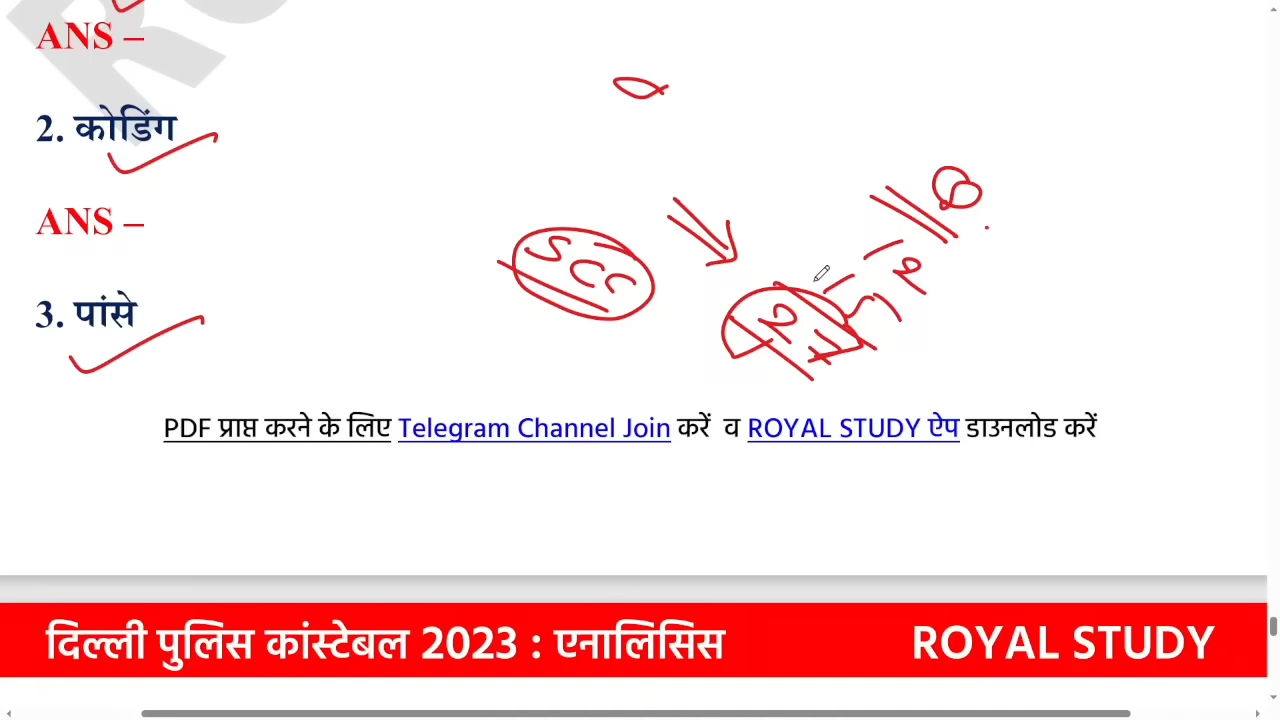 ANS –
2. कोडिंग
ANS –
SCC
3. पांसे
PDF प्राप्त करने के लिए Telegram Channel Join करें व ROYAL STUDY ऐप डाउनलोड करें
दिल्ली पुलिस कांस्टेबल 2023 : एनालिसिस ROYAL STUDY